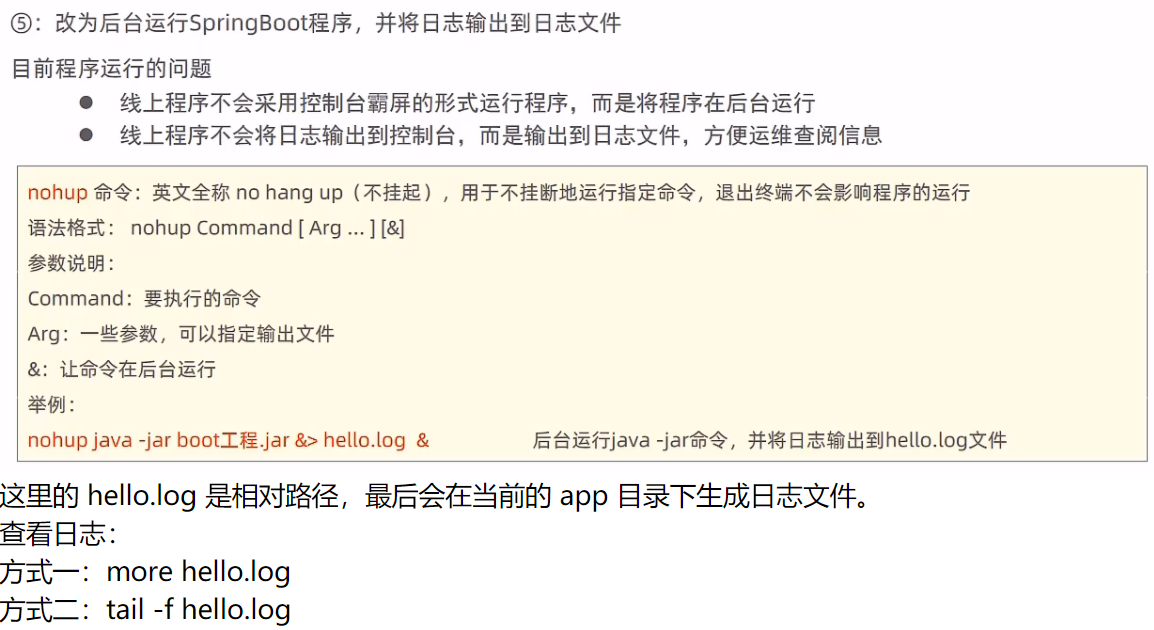 ⑤：改为后台运行SpringBoot程序，并将日志输出到日志文件
目前程序运行的问题
● 线上程序不会采用控制台霸屏的形式运行程序，而是将程序在后台运行
● 线上程序不会将日志输出到控制台，而是输出到日志文件，方便运维查阅信息
nohup 命令：英文全称 no hang up（不挂起），用于不挂断地运行指定命令，退出终端不会影响程序的运行
语法格式： nohup Command [ Arg … ] [&]
参数说明：
Command：要执行的命令
Arg：一些参数，可以指定输出文件
&：让命令在后台运行
举例：
nohup java -jar boot工程.jar &> hello.log & 后台运行java -jar命令，并将日志输出到hello.log文件
这里的 hello.log 是相对路径，最后会在当前的 app 目录下生成日志文件。
查看日志：
方式一：more hello.log
方式二：tail -f hello.log